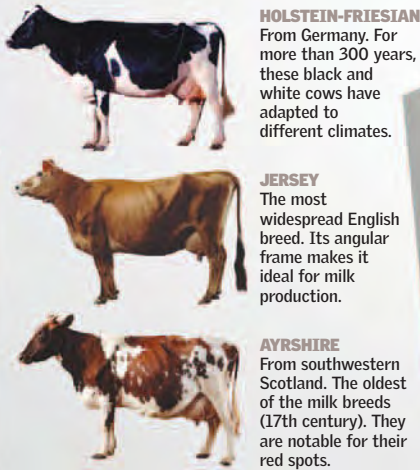 HOLSTEIN-FRIESIAN
From Germany. For
more than 300 years,
these black and
white cows have
adapted to
different climates.
JERSEY
The most
widespread English
breed. Its angular
frame makes it
ideal for milk
production.
AYRSHIRE
From southwestern
Scotland. The oldest
of the milk breeds
(17th century). They
are notable for their
red spots.